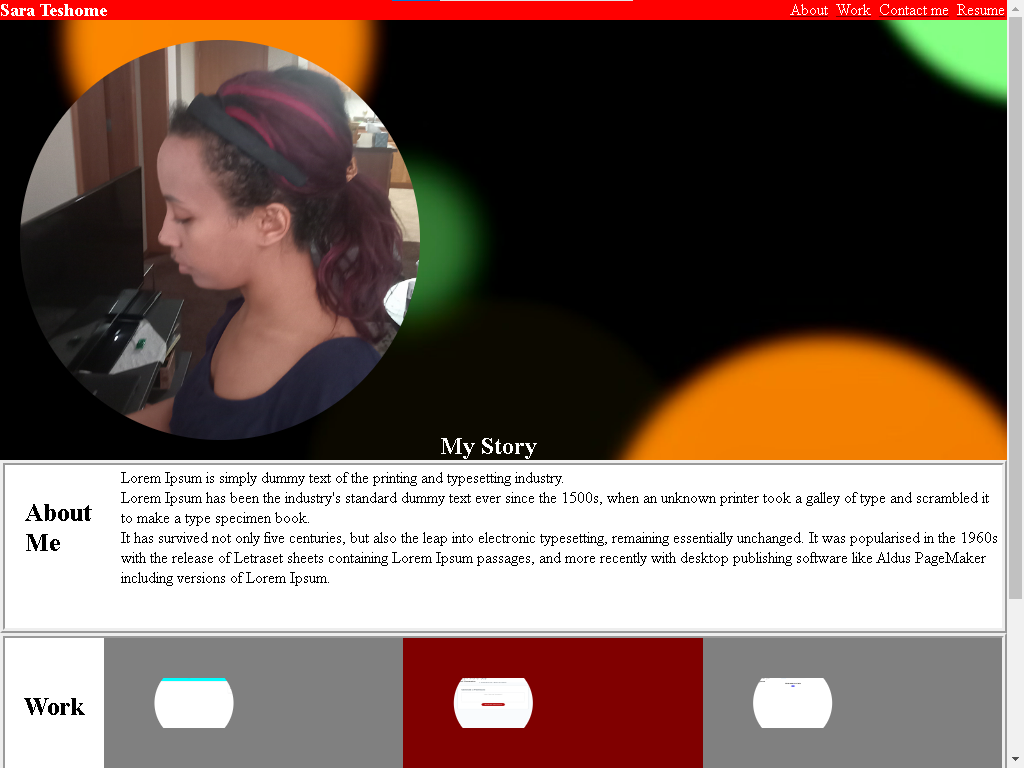 Sara Teshome
About Work Contact me Resume
My Story
About
Me
Lorem Ipsum is simply dummy text of the printing and typesetting industry.
Lorem Ipsum has been the industry's standard dummy text ever since the 1500s, when an unknown printer took a galley of type and scrambled it
to make a type specimen book.
It has survived not only five centuries, but also the leap into electronic typesetting, remaining essentially unchanged. It was popularised in the 1960s
with the release of Letraset sheets containing Lorem Ipsum passages, and more recently with desktop publishing software like Aldus PageMaker
including versions of Lorem Ipsum.
Work